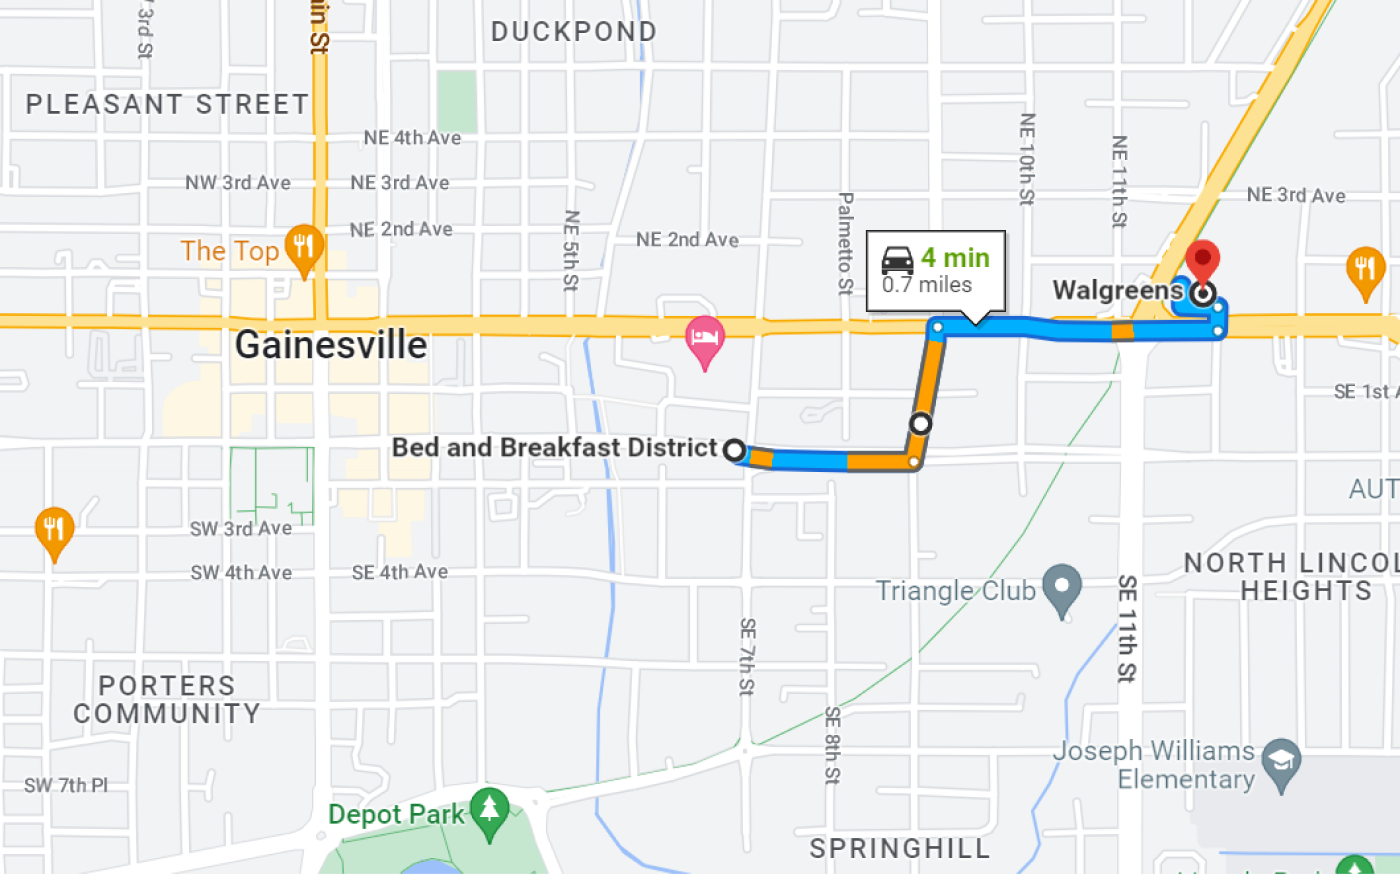 3rd St
DUCKPOND
PLEASANT STREET
NE 4th Ave
NW 3rd Ave
NE 3rd Ave
NE 2nd Ave
The Top
NE 5th St
NE 2nd Ave
Palmetto St
NE 10th St
NE 11th St
NE 3rd Ave
4 min
0.7 miles
Walgreens
Gainesville
SE 1st A
Bed and Breakfast District
AUT
SW 3rd Ave
SW 4th Ave
SE 4th Ave
Triangle Club
NORTH LINCOL
HEIGHTS
SE 11th St
SE 7th St
PORTERS
COMMUNITY
SE 8th St
Joseph Williams
Elementary
SW 7th Pl
Depot Park
SPRINGHILL